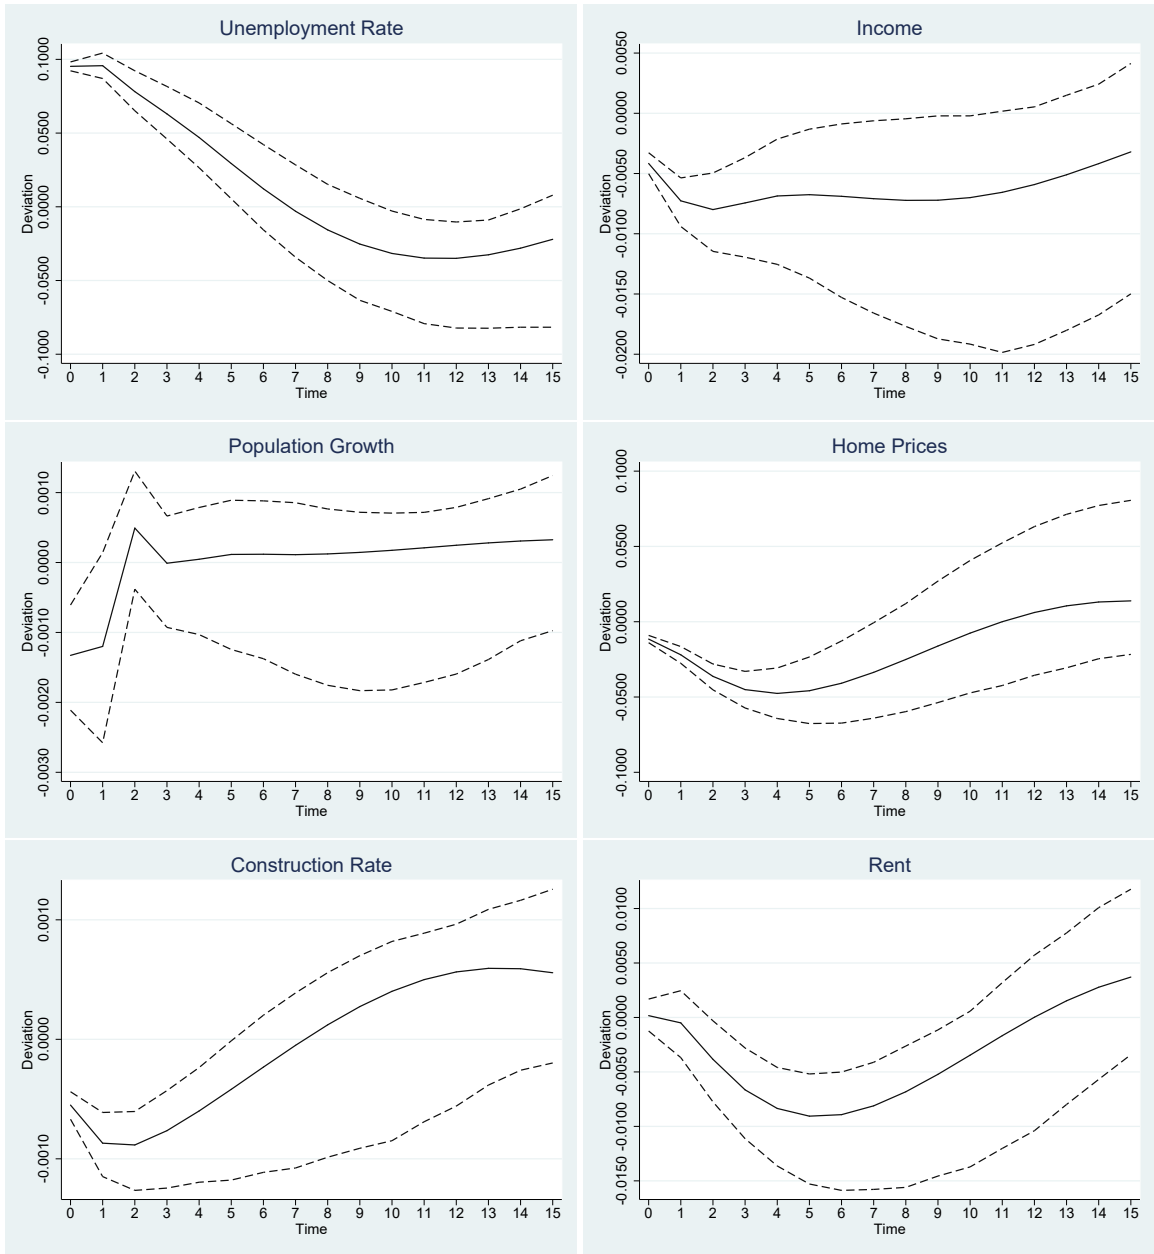 Unemployment Rate
Deviation
0.1000
0.0500
0.0000
-0.0500
-0.1000
0 1 2 3 4 5 6 7 8 9 10 11 12 13 14 15
Time
Income
Deviation
0.0050
0.0000
-0.0050
-0.0100
-0.0150
-0.0200
0 1 2 3 4 5 6 7 8 9 10 11 12 13 14 15
Time
Population Growth
Deviation
0.0010
0.0000
-0.0010
-0.0020
-0.0030
0 1 2 3 4 5 6 7 8 9 10 11 12 13 14 15
Time
Home Prices
Deviation
0.1000
0.0500
0.0000
-0.0500
-0.1000
0 1 2 3 4 5 6 7 8 9 10 11 12 13 14 15
Time
Construction Rate
Deviation
0.0010
0.0000
-0.0010
0 1 2 3 4 5 6 7 8 9 10 11 12 13 14 15
Time
Rent
Deviation
0.0100
0.0050
0.0000
-0.0050
-0.0100
-0.0150
0 1 2 3 4 5 6 7 8 9 10 11 12 13 14 15
Time